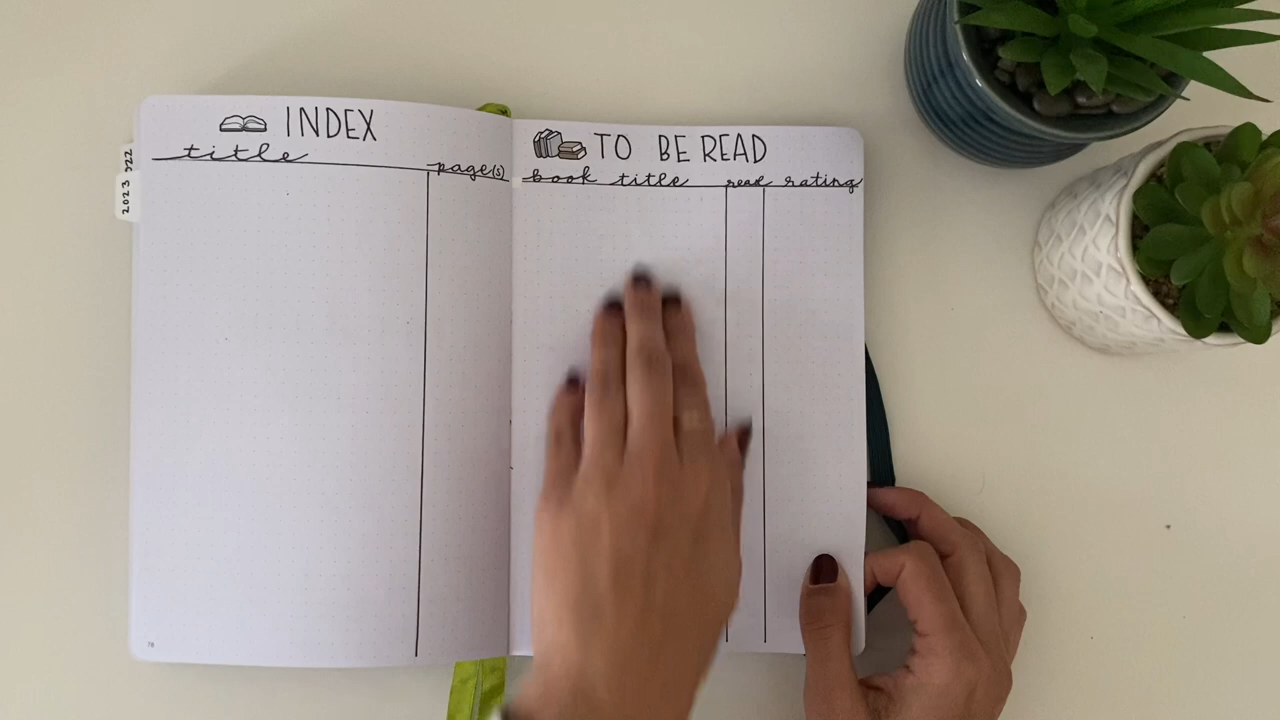 INDEX
title
page(s)
2023
TO BE READ
book title
read
rating